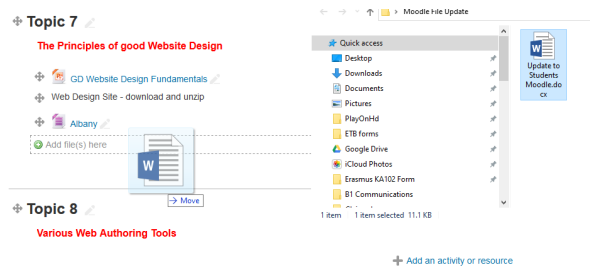 Topic 7
The Principles of good Website Design
GD Website Design Fundamentals
Web Design Site - download and unzip
Albany
Add file(s) here
W
Move
Topic 8
Various Web Authoring Tools
Moodle File Update
Quick access
Desktop
Downloads
Documents
Pictures
PlayOnHd
ETB forms
Google Drive
iCloud Photos
Erasmus KA102 Form
B1 Communications
1 item 1 item selected 11.1 KB
W
Update to
Students
Moodle.do
cx
Add an activity or resource